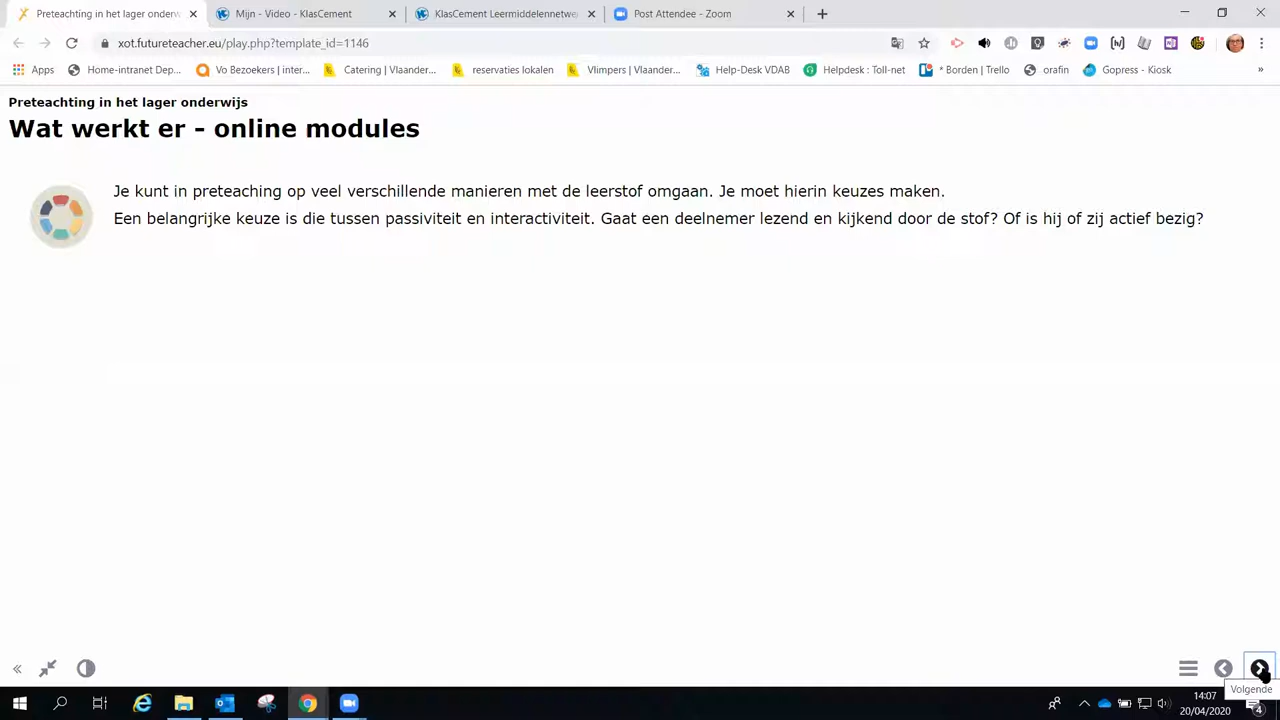 Preteachting in het lager onderw
Mijn - Video - KlasCement
KlasCement Leermiddelennetwe
Post Attendee - Zoom
xot.futureteacher.eu/play.php?template_id=1146
Apps
Home-intranet Dep...
Vo Bezoekers | inter...
Catering | Vlaander...
reservaties lokalen
Vlimpers | Vlaander...
Help-Desk VDAB
Helpdesk : Toll-net
* Borden | Trello
orafin
Gopress - Kiosk
»
Preteachting in het lager onderwijs
Wat werkt er - online modules
Je kunt in preteaching op veel verschillende manieren met de leerstof omgaan. Je moet hierin keuzes maken.
Een belangrijke keuze is die tussen passiviteit en interactiviteit. Gaat een deelnemer lezend en kijkend door de stof? Of is hij of zij actief bezig?
«
Volgende
14:07
20/04/2020
4